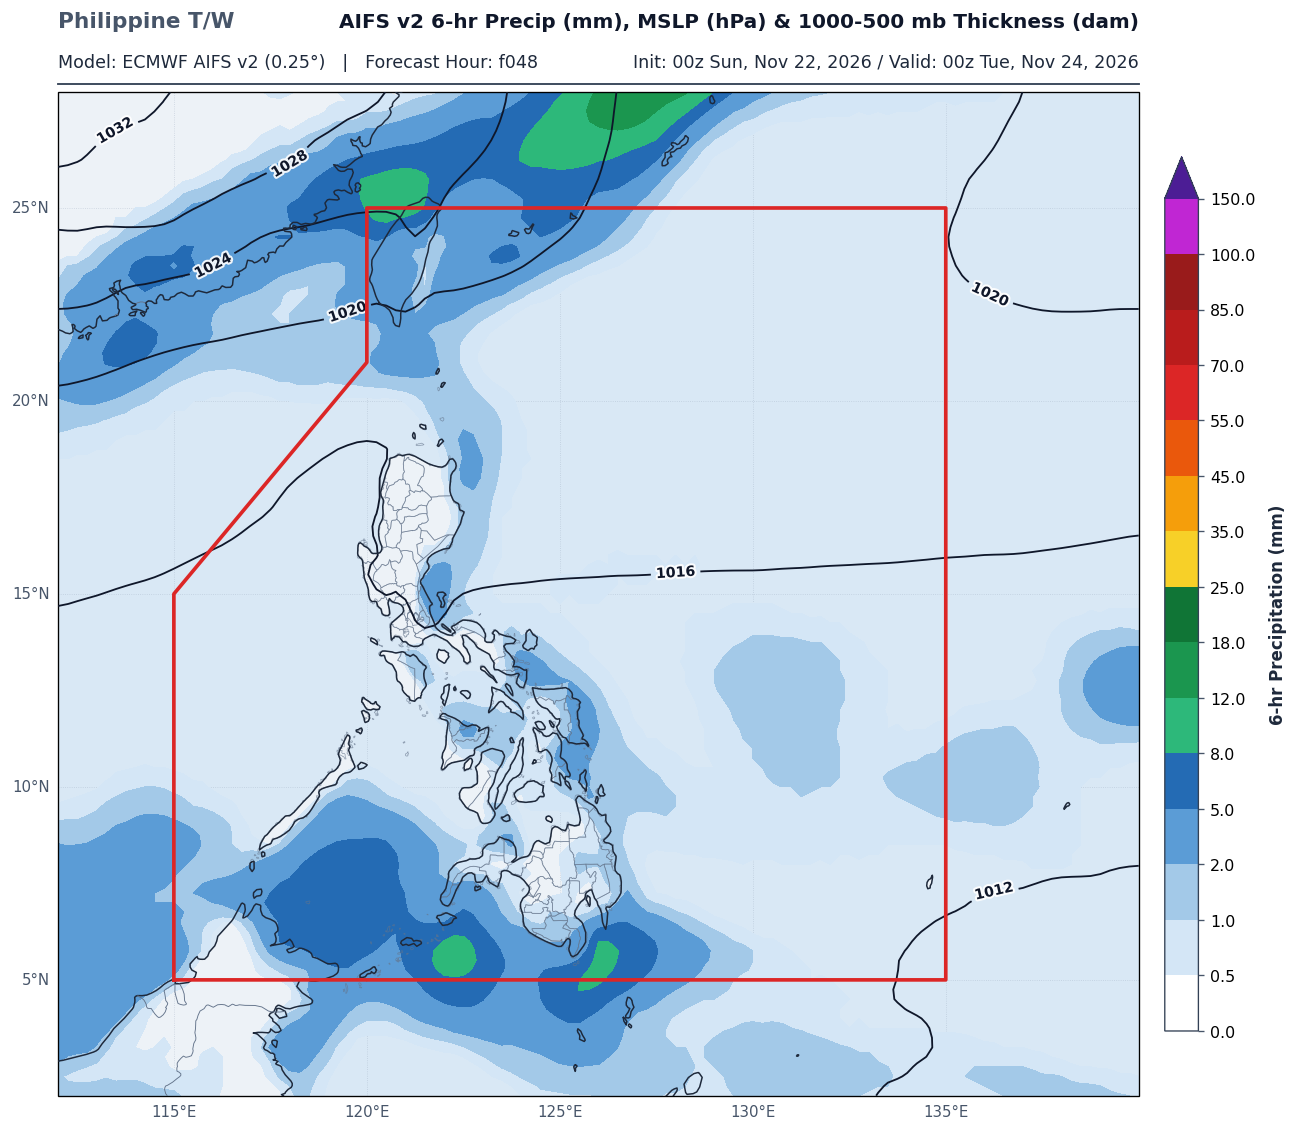 Philippine T/W
AIFS v2 6-hr Precip (mm), MSLP (hPa) & 1000-500 mb Thickness (dam)
Model: ECMWF AIFS v2 (0.25°) | Forecast Hour: f048
Init: 00z Sun, Nov 22, 2026 / Valid: 00z Tue, Nov 24, 2026
1032
1028
1024
1020
1020
1016
1012
25°N
20°N
15°N
10°N
5°N
115°E
120°E
125°E
130°E
135°E
150.0
100.0
85.0
70.0
55.0
45.0
35.0
25.0
18.0
12.0
8.0
5.0
2.0
1.0
0.5
0.0
6-hr Precipitation (mm)